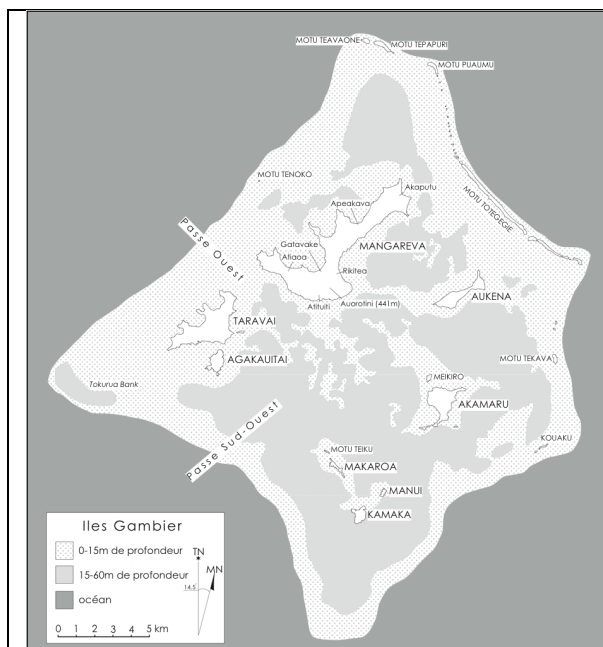 MOTU TEAVAONE
MOTU TEPAPURI
MOTU PUAUMU
MOTU TENOKO
Akaputu
Apeakava
MOTU TOTEGEGIE
Passe Ouest
Gatavake
MANGAREVA
Atiaoa
Rikitea
AUKENA
Atituiti
Auorotini (441m)
TARAVAI
AGAKAUITAI
MOTU TEKAVA
MEIKIRO
Tokurua Bank
AKAMARU
Passe Sud-Ouest
KOUAKU
MOTU TEIKU
MAKAROA
MANUI
KAMAKA
Iles Gambier
0-15m de profondeur
15-60m de profondeur
océan
TN
MN
14.5
0 1 2 3 4 5 km